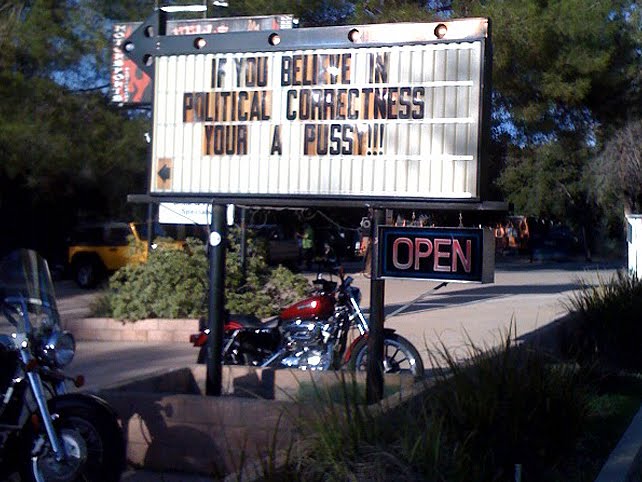 IF YOU BELIEVE IN
POLITICAL CORRECTNESS
YOUR A PUSSY!!!
OPEN